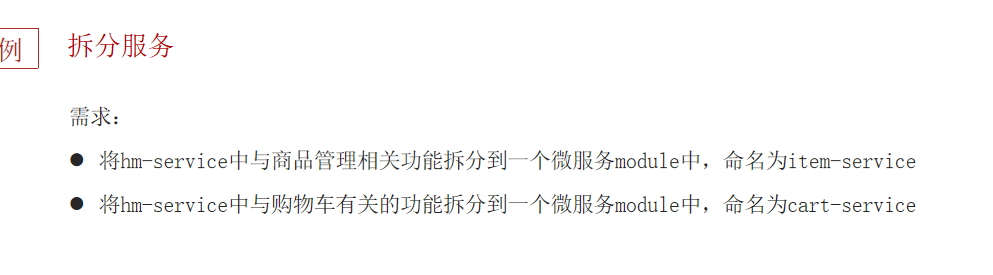 例
拆分服务
需求：
● 将hm-service中与商品管理相关功能拆分到一个微服务module中，命名为item-service
● 将hm-service中与购物车有关的功能拆分到一个微服务module中，命名为cart-service